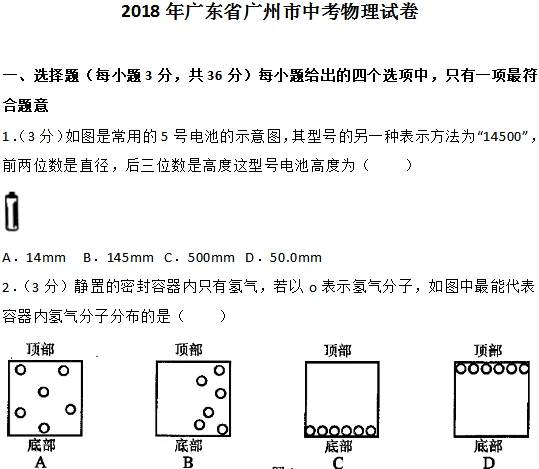 2018年广东省广州市中考物理试卷
一、选择题（每小题3分，共36分）每小题给出的四个选项中，只有一项最符
合题意
1.（3分）如图是常用的5号电池的示意图，其型号的另一种表示方法为“14500”，
前两位数是直径，后三位数是高度这型号电池高度为（　　）
A．14mm B．145mm C．500mm D．50.0mm
2.（3分）静置的密封容器内只有氢气，若以o表示氢气分子，如图中最能代表
容器内氢气分子分布的是（　　）
顶部 顶部 顶部 顶部
底部 底部 底部 底部
A B C D